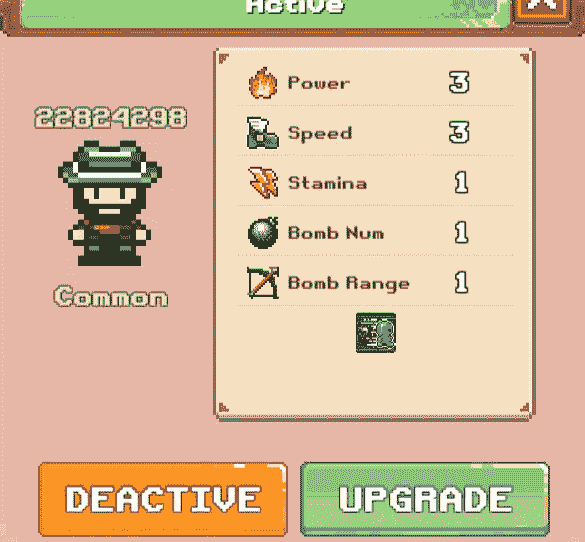 Active
22824298
Common
Power 3
Speed 3
Stamina 1
Bomb Num 1
Bomb Range 1
DEACTIVE
UPGRADE